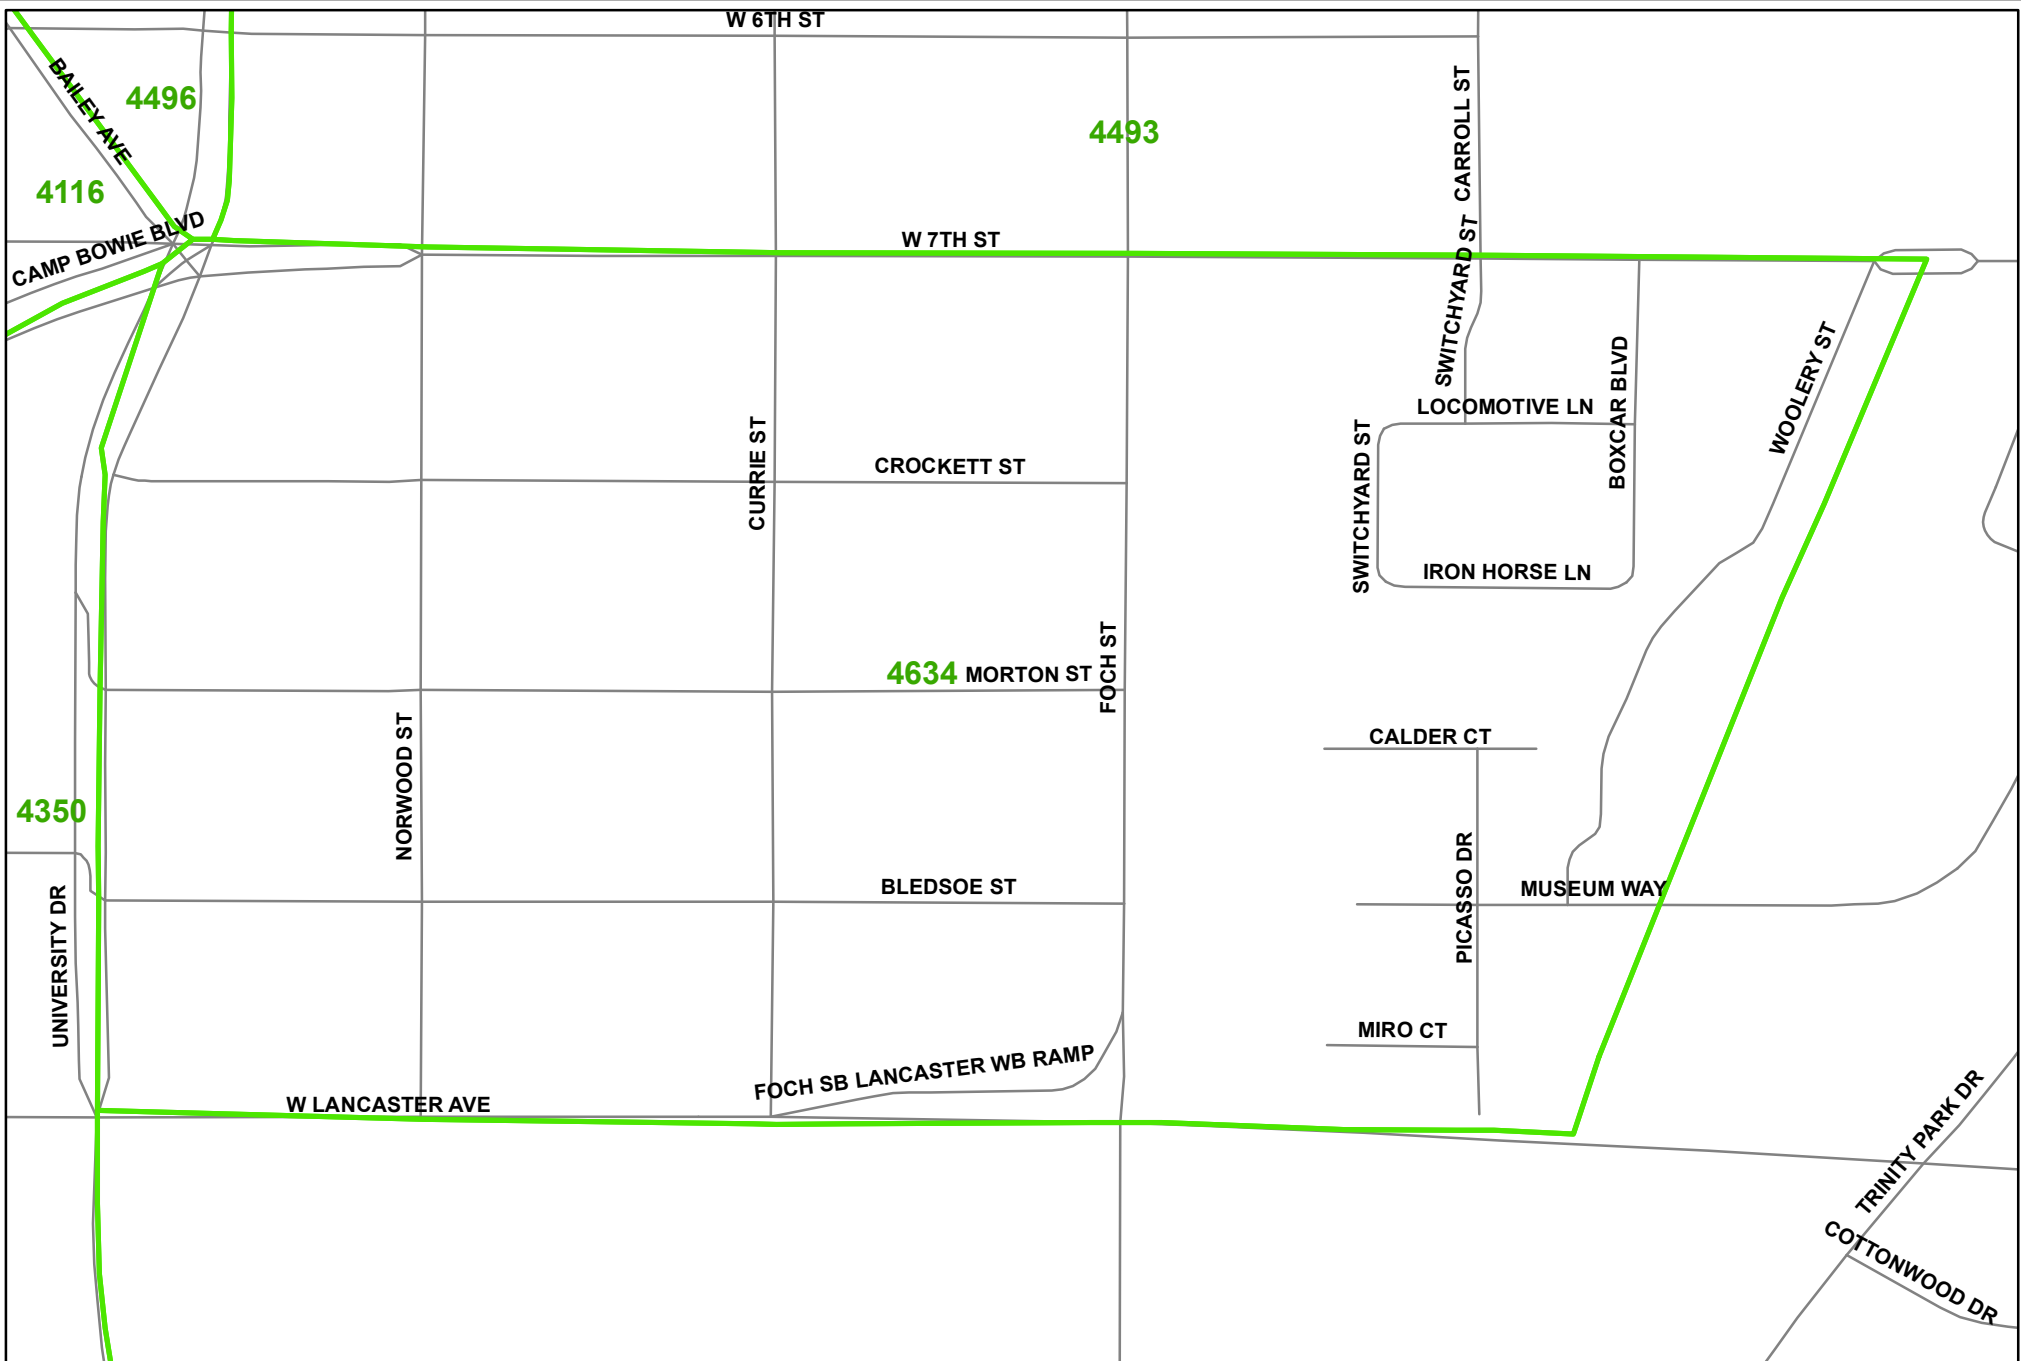 W 6TH ST
BAILEY AVE
4496
4493
CARROLL ST
4116
CAMP BOWIE BLVD
W 7TH ST
SWITCHYARD ST
WOOLERY ST
BOXCAR BLVD
LOCOMOTIVE LN
CURRIE ST
CROCKETT ST
SWITCHYARD ST
IRON HORSE LN
FOCH ST
4634
MORTON ST
NORWOOD ST
CALDER CT
4350
PICASSO DR
BLEDSOE ST
MUSEUM WAY
UNIVERSITY DR
MIRO CT
FOCH SB LANCASTER WB RAMP
W LANCASTER AVE
TRINITY PARK DR
COTTONWOOD DR